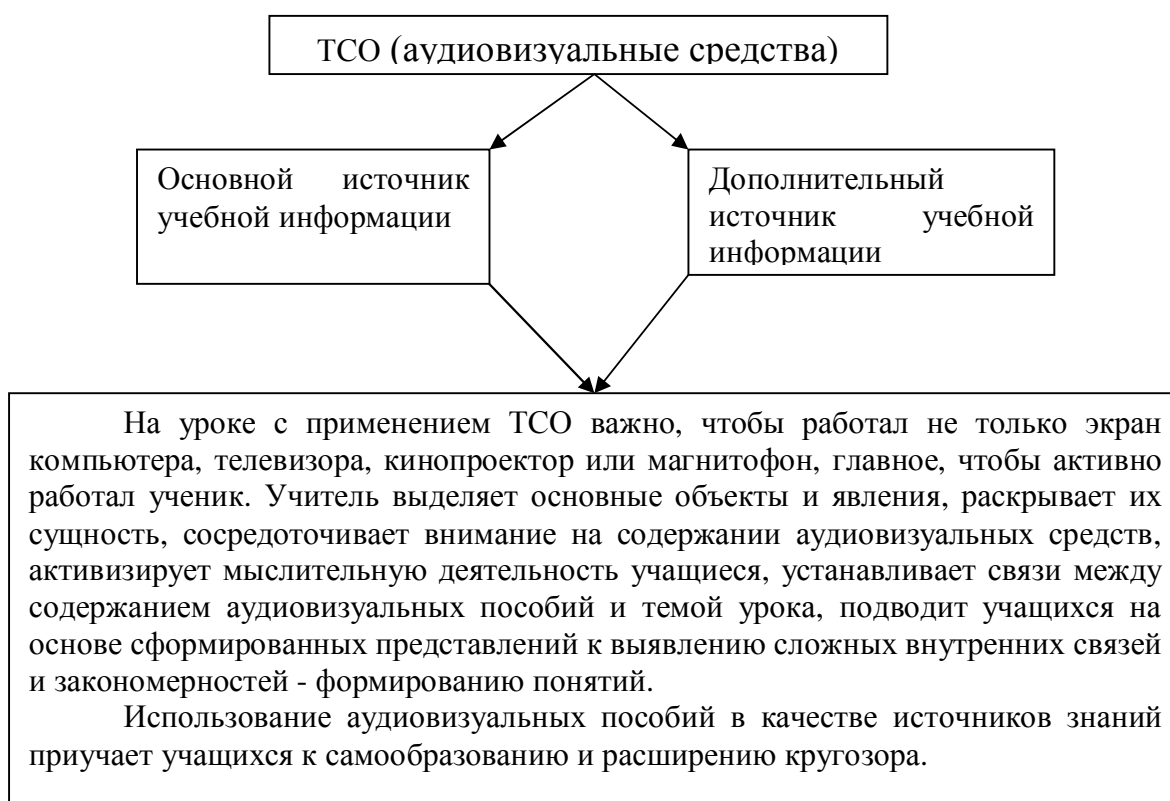 ТСО (аудиовизуальные средства)
Основной источник
учебной информации
Дополнительный
источник учебной
информации
На уроке с применением ТСО важно, чтобы работал не только экран
компьютера, телевизора, кинопроектор или магнитофон, главное, чтобы активно
работал ученик. Учитель выделяет основные объекты и явления, раскрывает их
сущность, сосредоточивает внимание на содержании аудиовизуальных средств,
активизирует мыслительную деятельность учащиеся, устанавливает связи между
содержанием аудиовизуальных пособий и темой урока, подводит учащихся на
основе сформированных представлений к выявлению сложных внутренних связей
и закономерностей - формированию понятий.
Использование аудиовизуальных пособий в качестве источников знаний
приучает учащихся к самообразованию и расширению кругозора.